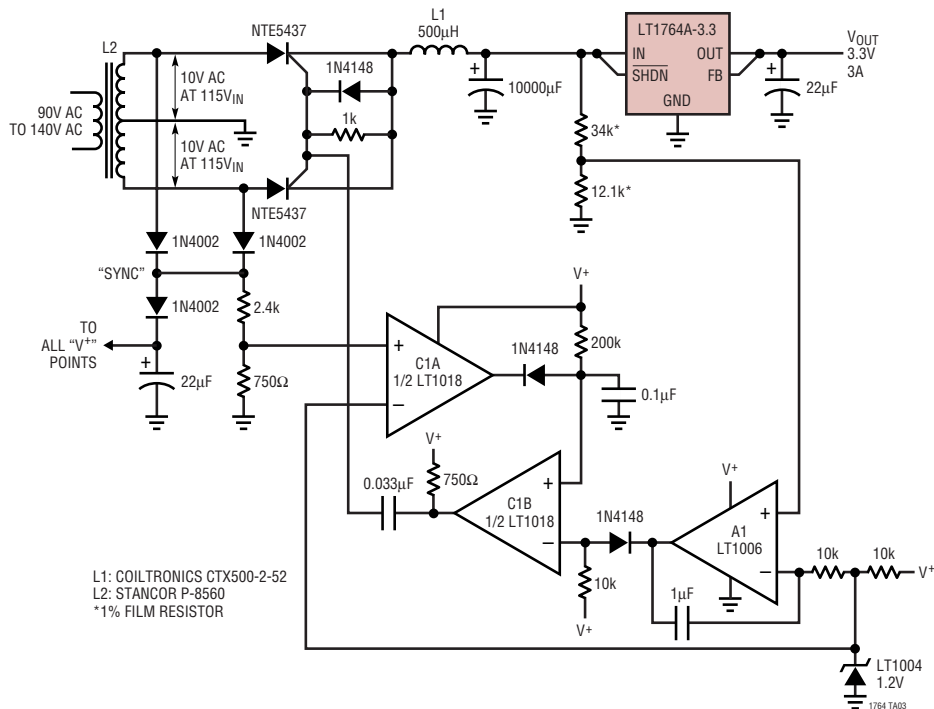 L2
90V AC
TO 140V AC
10V AC
AT 115VIN
10V AC
AT 115VIN
NTE5437
1N4148
1k
NTE5437
L1
500µH
+
10000µF
LT1764A-3.3
IN
OUT
SHDN
FB
GND
VOUT
3.3V
3A
+
22µF
34k*
12.1k*
1N4002
1N4002
"SYNC"
1N4002
2.4k
TO
ALL "V+"
POINTS
+
22µF
750Ω
+
C1A
1/2 LT1018
–
V+
200k
1N4148
0.1µF
V+
750Ω
0.033µF
C1B
1/2 LT1018
+
–
1N4148
10k
V+
V+
A1
LT1006
+
–
1µF
10k
10k
V+
LT1004
1.2V
L1: COILTRONICS CTX500-2-52
L2: STANCOR P-8560
*1% FILM RESISTOR
1764 TA03